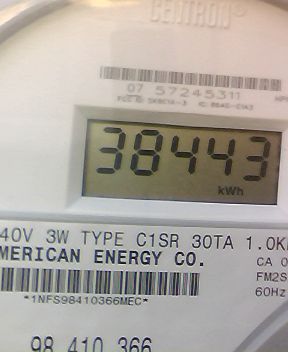 CENTRON®
07 57245311
38443
kWh
40V 3W TYPE C1SR 30TA 1.0K
MERICAN ENERGY CO.
CA 0
FM2S
60Hz
*1NFS98410366MEC*
98 410 366